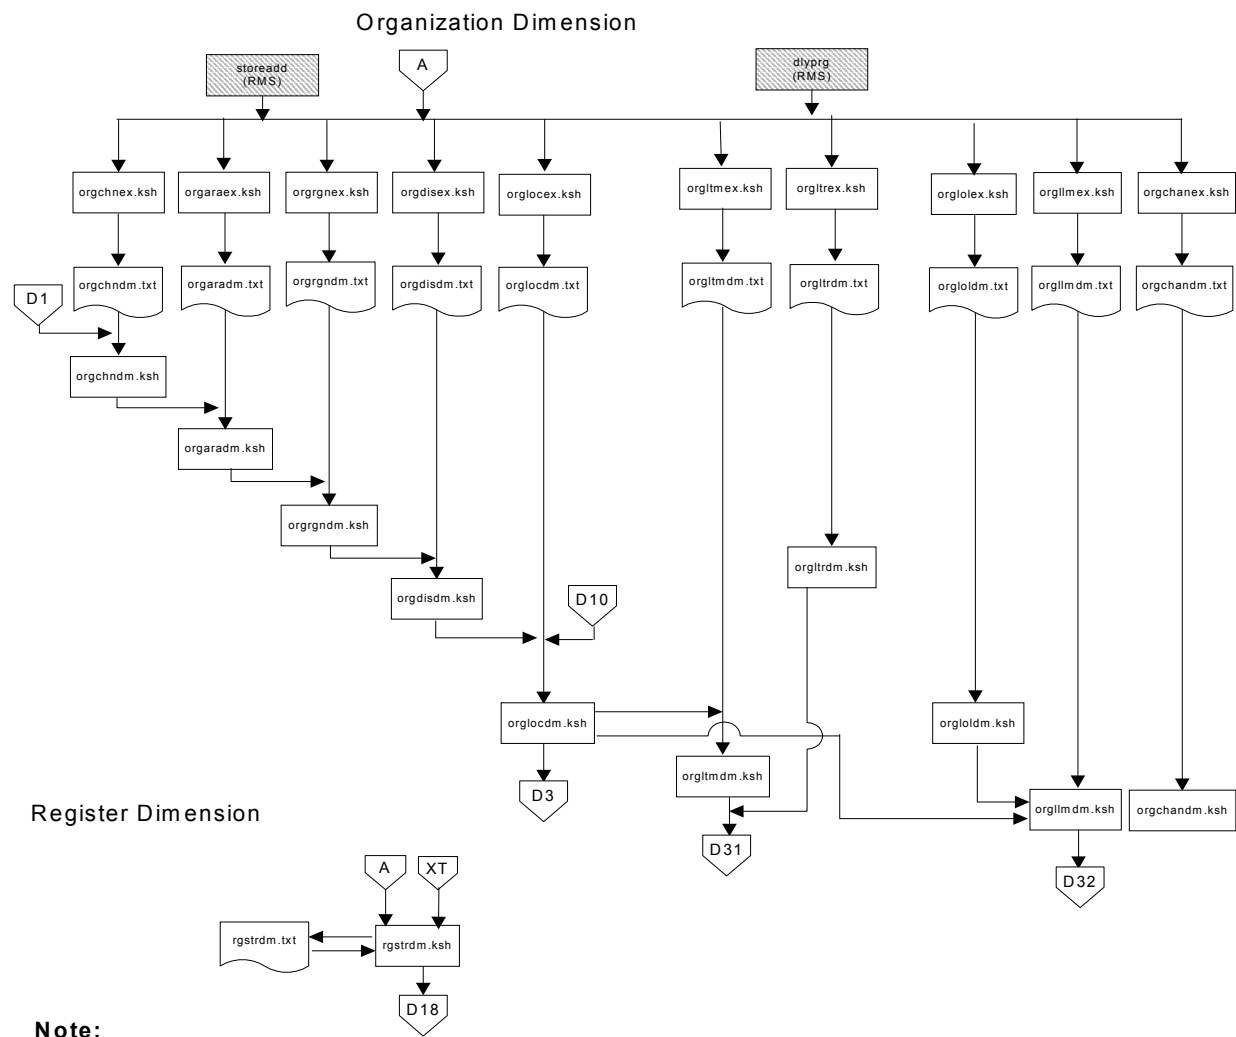 Organization Dimension
storeadd
(RMS)
A
dlyprg
(RMS)
orgchnex.ksh
orgaraex.ksh
orgrgnex.ksh
orgdisex.ksh
orglocex.ksh
orgltmex.ksh
orgltrex.ksh
orglolex.ksh
orgllmex.ksh
orgchanex.ksh
orgchndm.txt
orgaradm.txt
orgrgndm.txt
orgdisdm.txt
orglocdm.txt
orgltmdm.txt
orgltrdm.txt
orgloldm.txt
orgllmdm.txt
orgchandm.txt
D1
orgchndm.ksh
orgaradm.ksh
orgrgndm.ksh
orgltrdm.ksh
orgdisdm.ksh
D10
orglocdm.ksh
orgloldm.ksh
orgltmdm.ksh
D3
orgllmdm.ksh
orgchandm.ksh
Register Dimension
D31
D32
A
XT
rgstrdm.txt
rgstrdm.ksh
D18
Note: